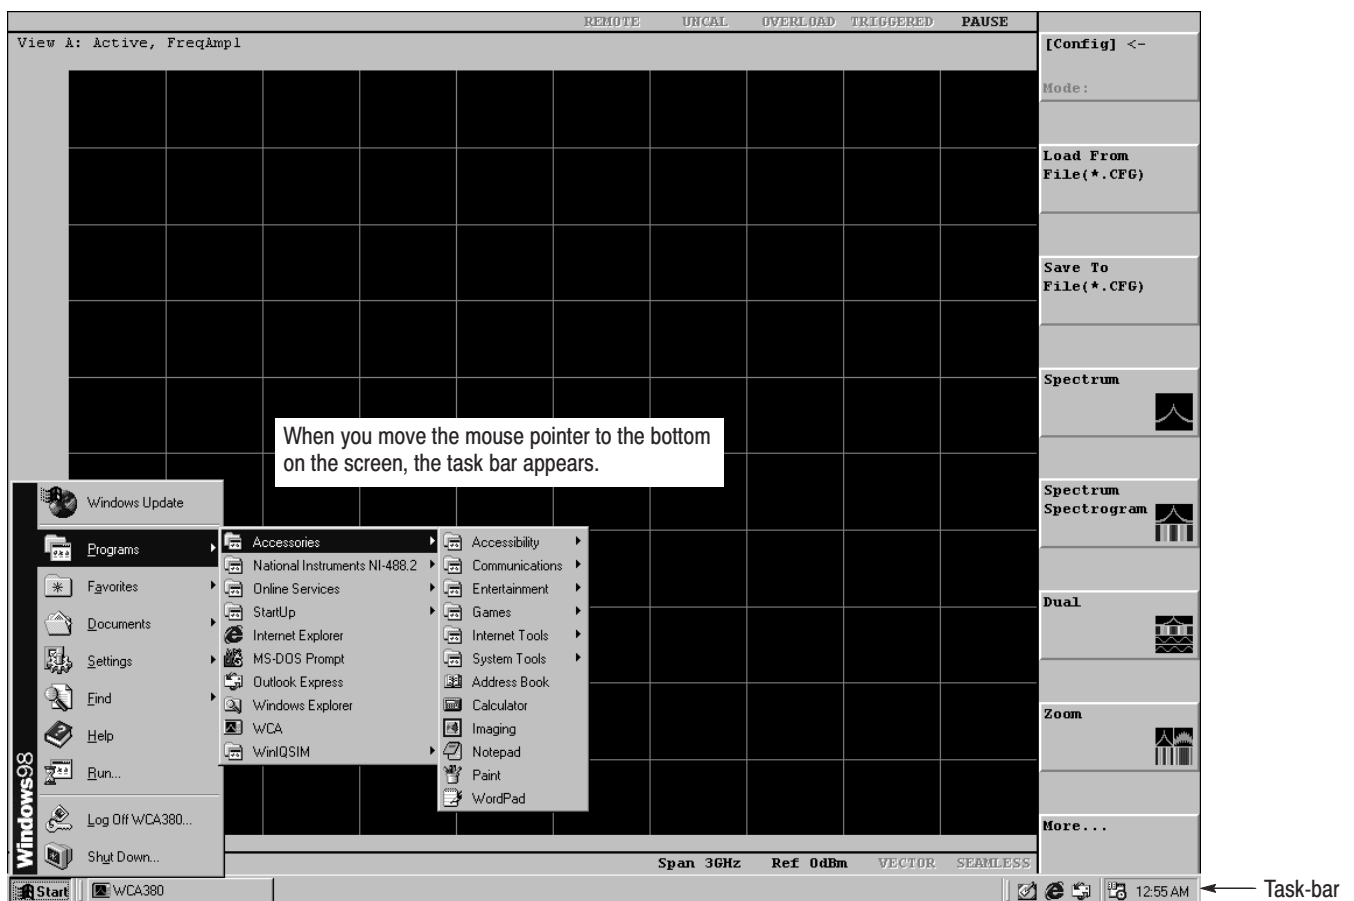 REMOTE UNCAL OVERLOAD TRIGGERED PAUSE
View A: Active, FreqAmpl
[Config] <-
Mode:
Load From
File(*.CFG)
Save To
File(*.CFG)
Spectrum
When you move the mouse pointer to the bottom
on the screen, the task bar appears.
Spectrum
Spectrogram
Dual
Zoom
More...
Windows Update
Programs
Favorites
Documents
Settings
Find
Help
Run...
Log Off WCA380...
Shut Down...
Windows98
Accessories
National Instruments NI-488.2
Online Services
StartUp
Internet Explorer
MS-DOS Prompt
Outlook Express
Windows Explorer
WCA
WinIQSIM
Accessibility
Communications
Entertainment
Games
Internet Tools
System Tools
Address Book
Calculator
Imaging
Notepad
Paint
WordPad
Span 3GHz Ref 0dBm VECTOR SEAMLESS
Start WCA380 12:55 AM
Task-bar